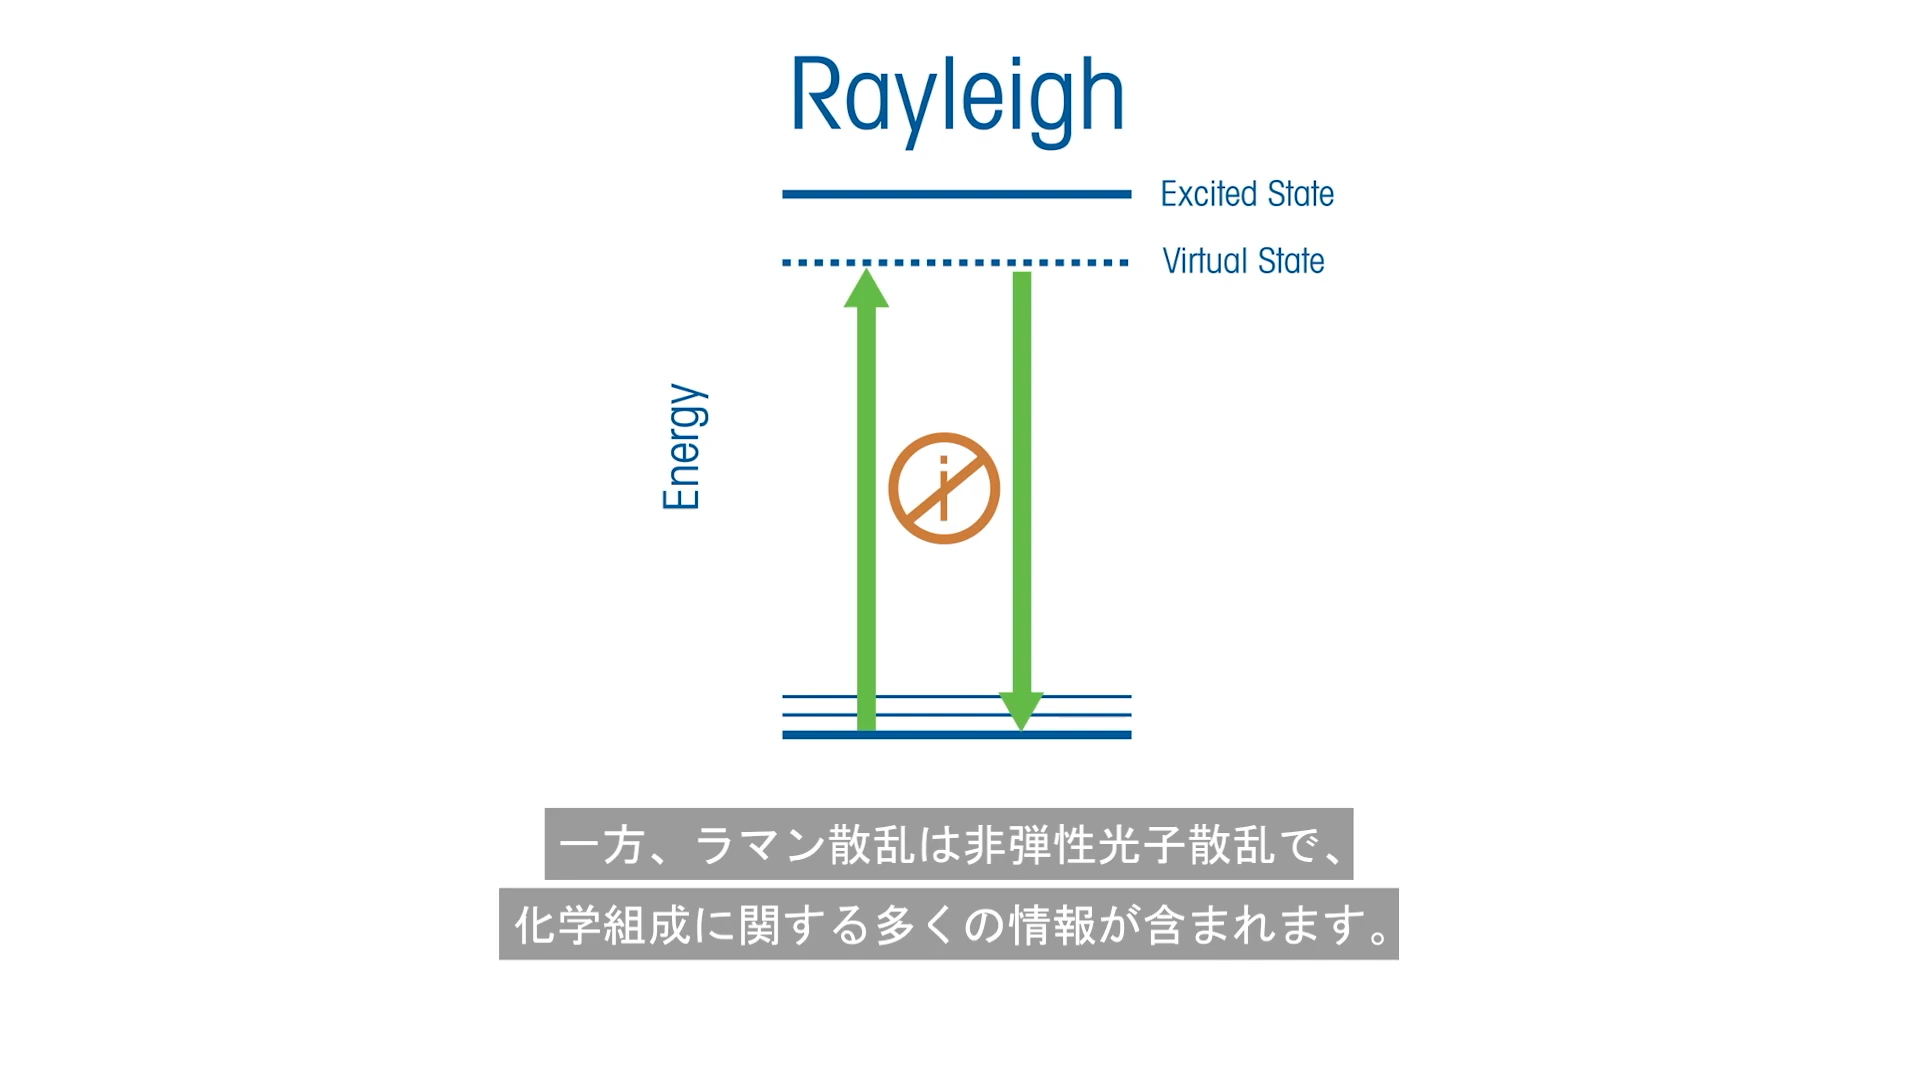 Rayleigh
Excited State
Virtual State
Energy
i
一方、ラマン散乱は非弾性光子散乱で、
化学組成に関する多くの情報が含まれます。